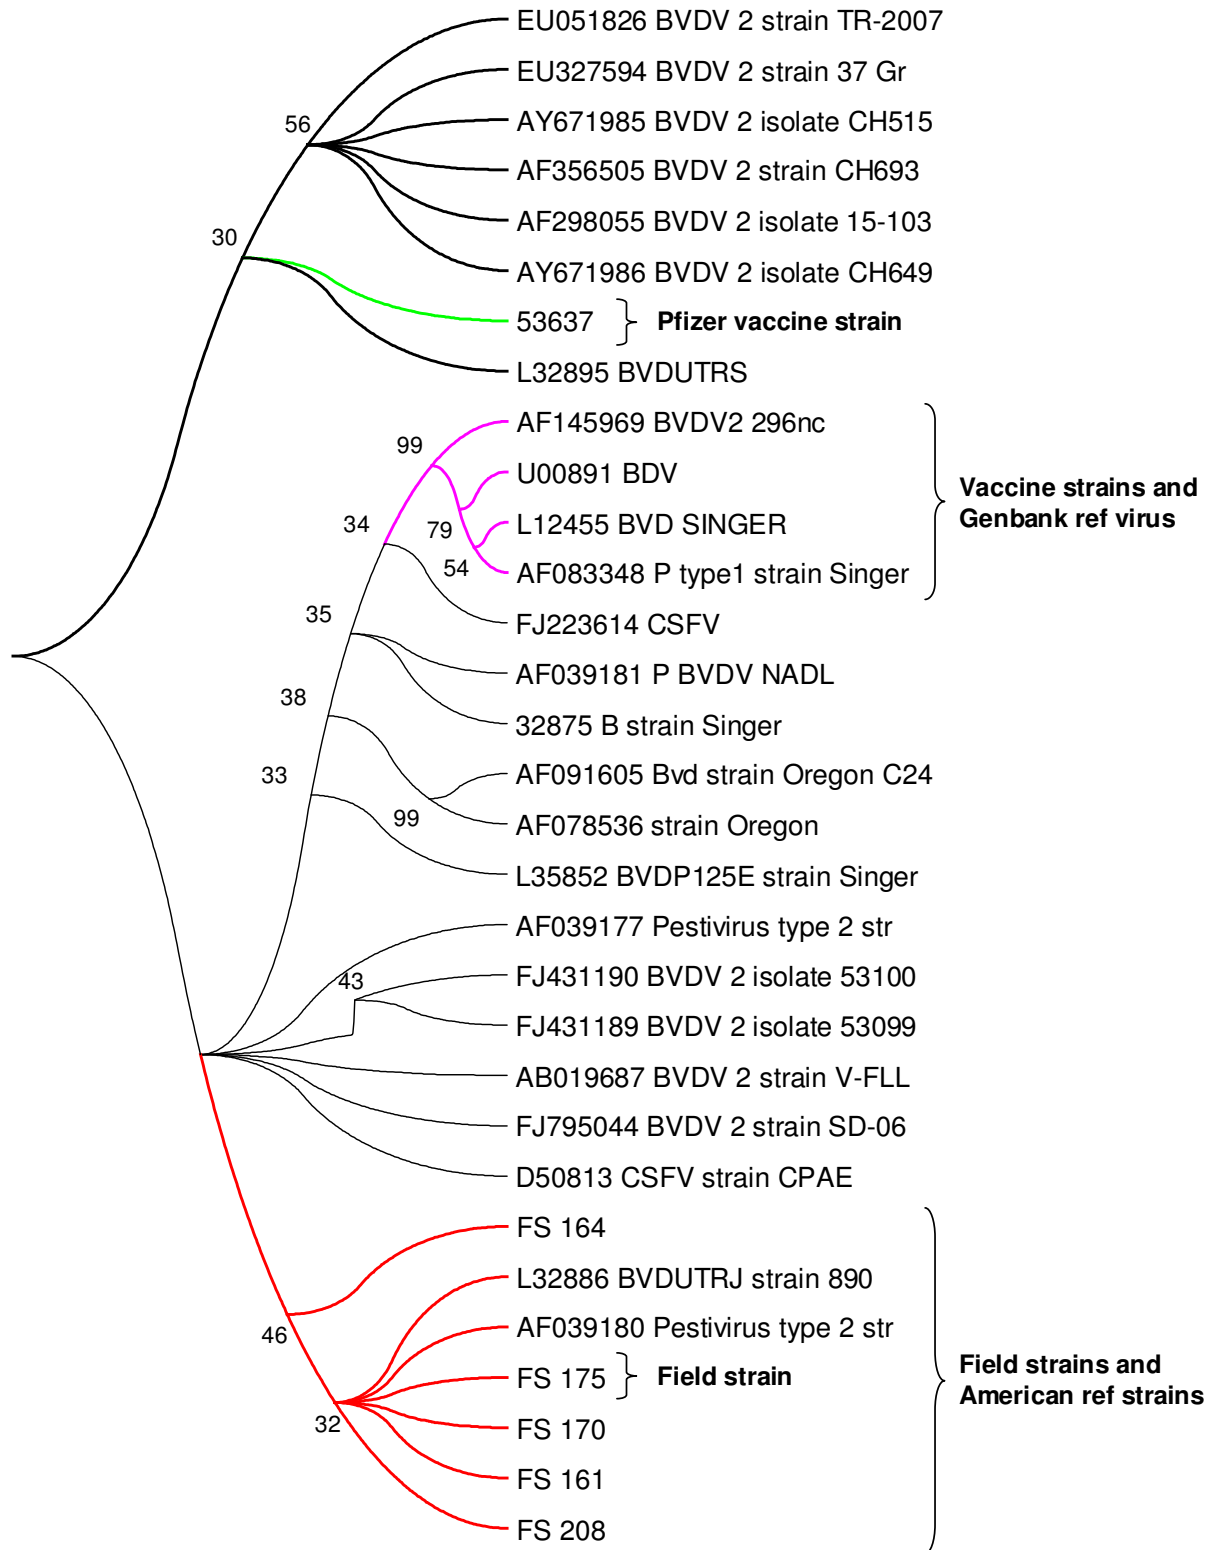 EU051826 BVDV 2 strain TR-2007
EU327594 BVDV 2 strain 37 Gr
56
AY671985 BVDV 2 isolate CH515
AF356505 BVDV 2 strain CH693
AF298055 BVDV 2 isolate 15-103
30
AY671986 BVDV 2 isolate CH649
53637
Pfizer vaccine strain
L32895 BVDUTRS
AF145969 BVDV2 296nc
99
U00891 BDV
Vaccine strains and
Genbank ref virus
34
79
L12455 BVD SINGER
54
AF083348 P type1 strain Singer
35
FJ223614 CSFV
AF039181 P BVDV NADL
38
32875 B strain Singer
33
AF091605 Bvd strain Oregon C24
99
AF078536 strain Oregon
L35852 BVDP125E strain Singer
AF039177 Pestivirus type 2 str
43
FJ431190 BVDV 2 isolate 53100
FJ431189 BVDV 2 isolate 53099
AB019687 BVDV 2 strain V-FLL
FJ795044 BVDV 2 strain SD-06
D50813 CSFV strain CPAE
FS 164
L32886 BVDUTRJ strain 890
46
AF039180 Pestivirus type 2 str
FS 175
Field strain
Field strains and
American ref strains
32
FS 170
FS 161
FS 208